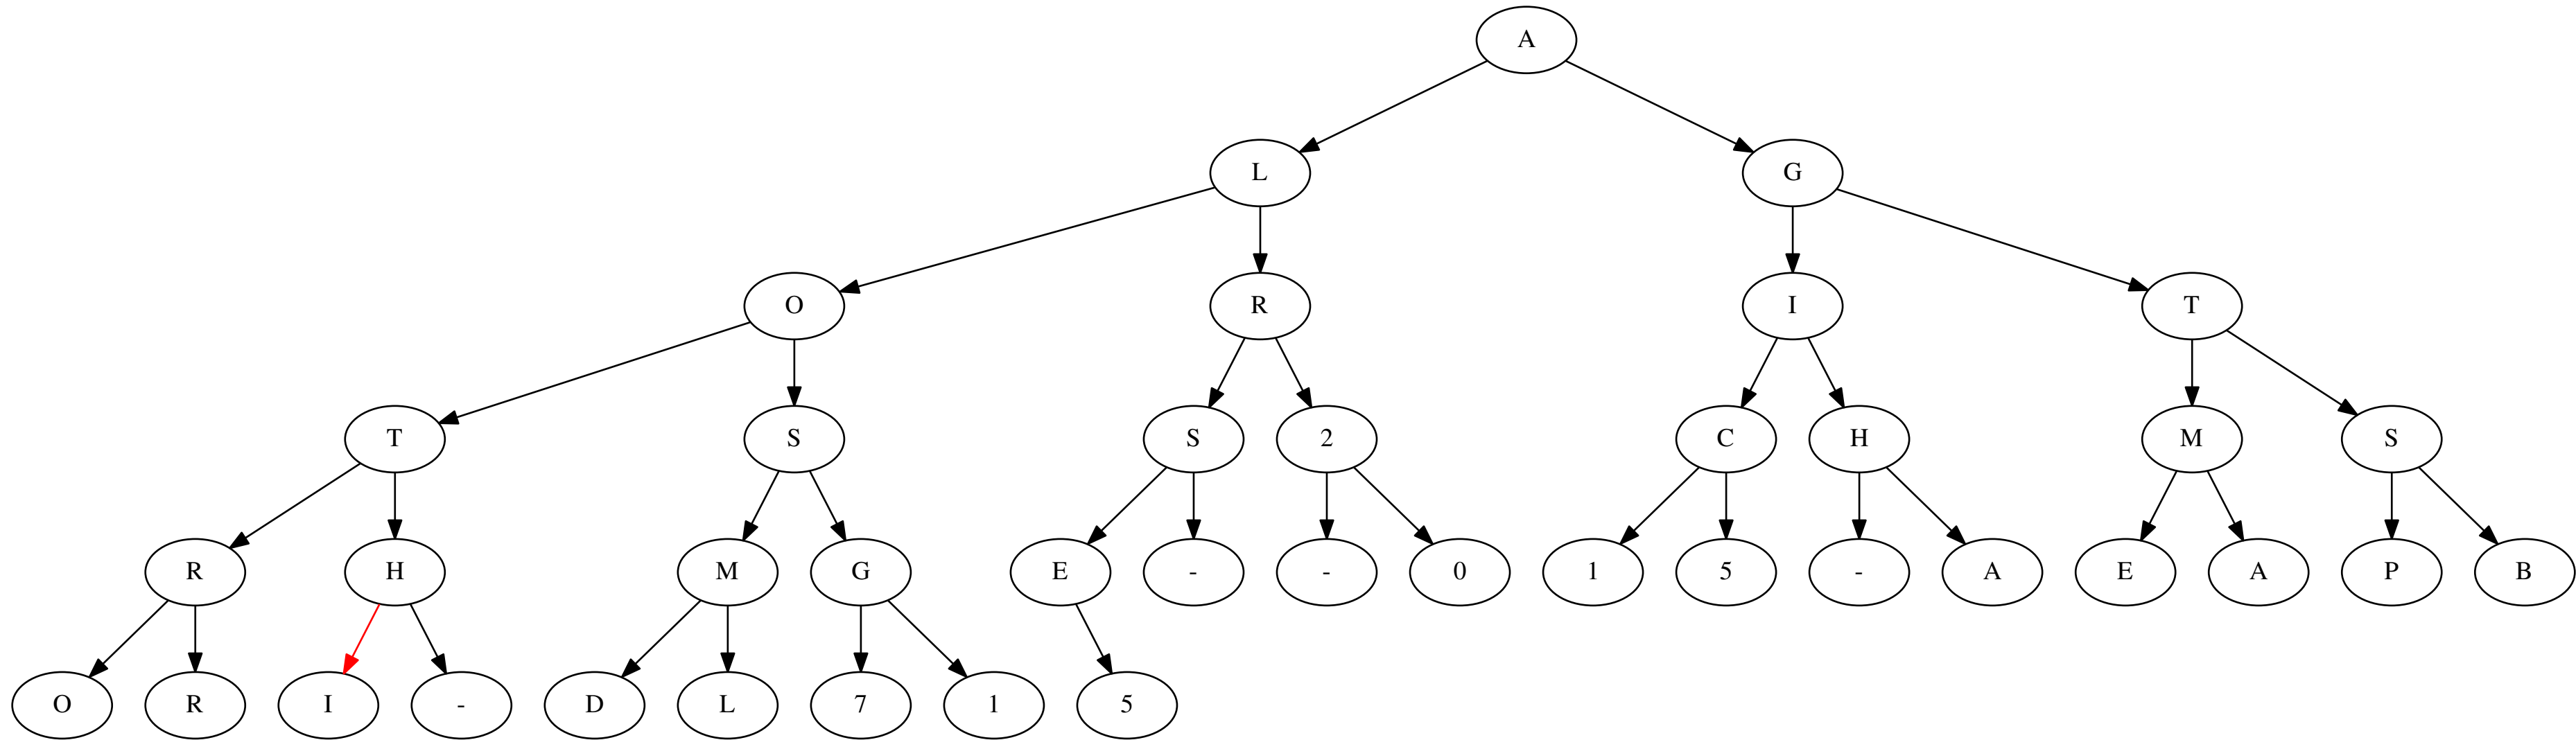 A
L G
O R I T
T S S 2 C H M S
R H M G E - - 0 1 5 - A E A P B
O R I - D L 7 1 5